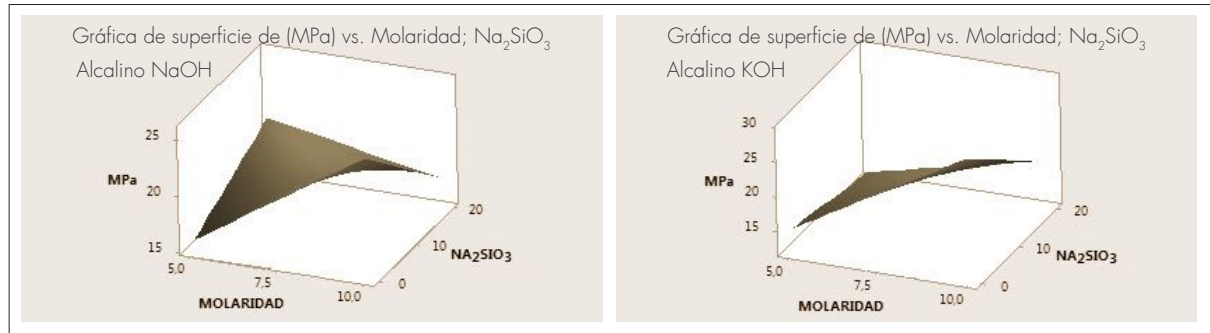 Gráfica de superficie de (MPa) vs. Molaridad; Na₂SiO₃
Alcalino NaOH
25
MPa
20
15
5,0
7,5
10,0
MOLARIDAD
0
10
20
NA2SIO3
Gráfica de superficie de (MPa) vs. Molaridad; Na₂SiO₃
Alcalino KOH
30
25
MPa
20
15
5,0
7,5
10,0
MOLARIDAD
0
10
20
NA2SIO3